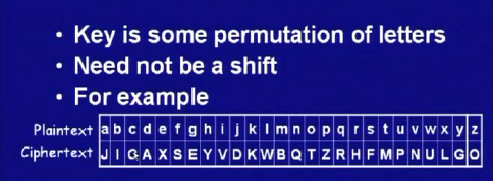 • Key is some permutation of letters
• Need not be a shift
• For example
Plaintext a b c d e f g h i j k l m n o p q r s t u v w x y z
Ciphertext J I C A X S E Y V D K W B Q T Z R H F M P N U L G O